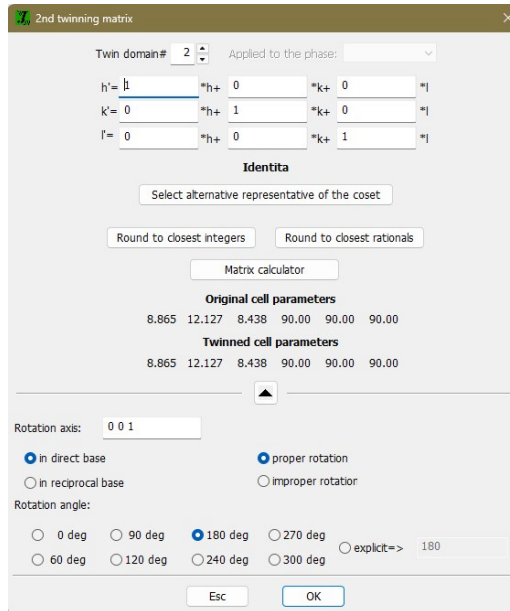 2nd twinning matrix
Twin domain# 2 Applied to the phase:
h'= 1 *h+ 0 *k+ 0 *l
k'= 0 *h+ 1 *k+ 0 *l
l'= 0 *h+ 0 *k+ 1 *l
Identita
Select alternative representative of the coset
Round to closest integers Round to closest rationals
Matrix calculator
Original cell parameters
8.865 12.127 8.438 90.00 90.00 90.00
Twinned cell parameters
8.865 12.127 8.438 90.00 90.00 90.00
Rotation axis: 0 0 1
in direct base proper rotation
in reciprocal base improper rotation
Rotation angle:
0 deg 90 deg 180 deg 270 deg
explicit=> 180
60 deg 120 deg 240 deg 300 deg
Esc OK